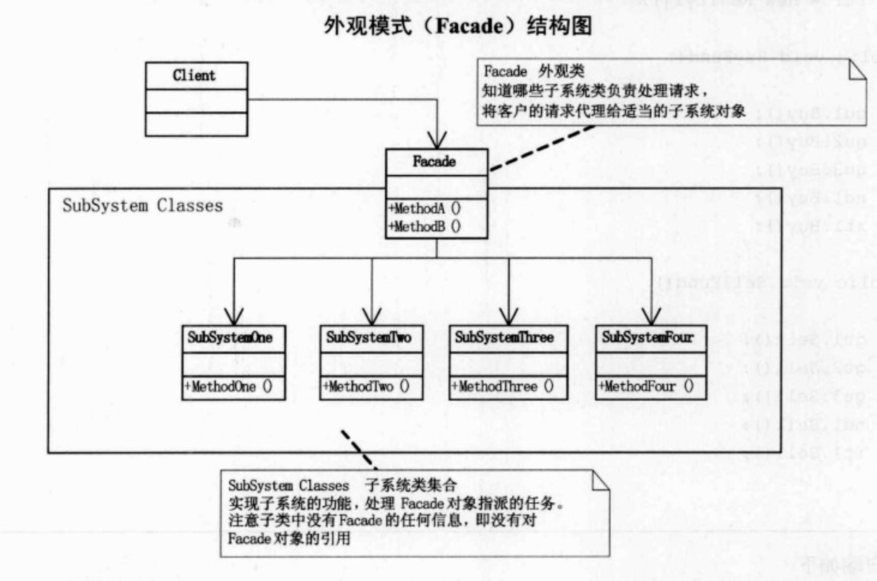 外观模式（Facade）结构图
Client
Facade 外观类
知道哪些子系统类负责处理请求，
将客户的请求代理给适当的子系统对象
Facade
+MethodA ()
+MethodB ()
SubSystem Classes
SubSystemOne
+MethodOne ()
SubSystemTwo
+MethodTwo ()
SubSystemThree
+MethodThree ()
SubSystemFour
+MethodFour ()
SubSystem Classes 子系统类集合
实现子系统的功能，处理 Facade对象指派的任务。
注意子类中没有Facade的任何信息，即没有对
Facade对象的引用